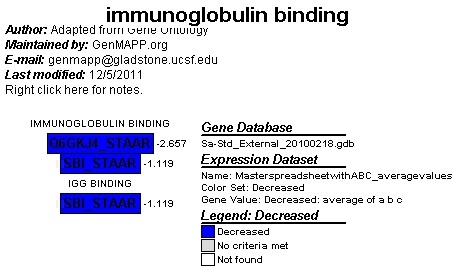 immunoglobulin binding
Author: Adapted from Gene Ontology
Maintained by: GenMAPP.org
E-mail: genmapp@gladstone.ucsf.edu
Last modified: 12/5/2011
Right click here for notes.
IMMUNOGLOBULIN BINDING
Q6GKJ4_STAAR -2.657
SBI_STAAR -1.119
IGG BINDING
SBI_STAAR -1.119
Gene Database
Sa-Std_External_20100218.gdb
Expression Dataset
Name: MasterspreadsheetwithABC_averagevalues
Color Set: Decreased
Gene Value: Decreased: average of a b c
Legend: Decreased
Decreased
No criteria met
Not found